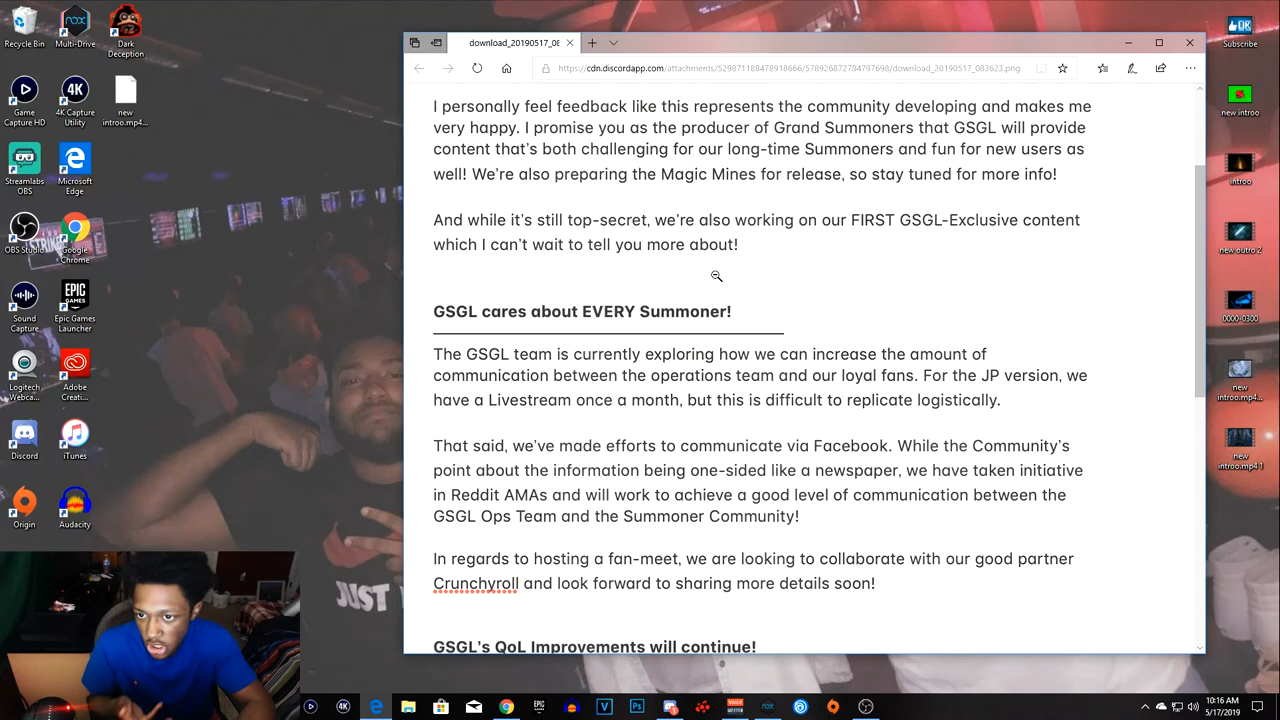 Recycle Bin
Multi-Drive
Dark
Deception
Game
Capture HD
4K Capture
Utility
new
introo.mp4...
Streamlabs
OBS
Microsoft
Edge
OBS Studio
Google
Chrome
Sound
Capture
Epic Games
Launcher
Logitech
Webca...
Adobe
Creati...
Discord
iTunes
Origin
Audacity
download_20190517_08
https://cdn.discordapp.com/attachments/529871188478918666/578926872784797698/download_20190517_083623.png
I personally feel feedback like this represents the community developing and makes me
very happy. I promise you as the producer of Grand Summoners that GSGL will provide
content that's both challenging for our long-time Summoners and fun for new users as
well! We're also preparing the Magic Mines for release, so stay tuned for more info!
And while it's still top-secret, we're also working on our FIRST GSGL-Exclusive content
which I can't wait to tell you more about!
GSGL cares about EVERY Summoner!
The GSGL team is currently exploring how we can increase the amount of
communication between the operations team and our loyal fans. For the JP version, we
have a Livestream once a month, but this is difficult to replicate logistically.
That said, we've made efforts to communicate via Facebook. While the Community's
point about the information being one-sided like a newspaper, we have taken initiative
in Reddit AMAs and will work to achieve a good level of communication between the
GSGL Ops Team and the Summoner Community!
In regards to hosting a fan-meet, we are looking to collaborate with our good partner
Crunchyroll and look forward to sharing more details soon!
GSGL's QoL Improvements will continue!
Subscribe
new introo
introo
new outro 2
0000-0300
new
introo.mp4...
new
introo.mp4 1
JUST
10:16 AM
5/17/2019